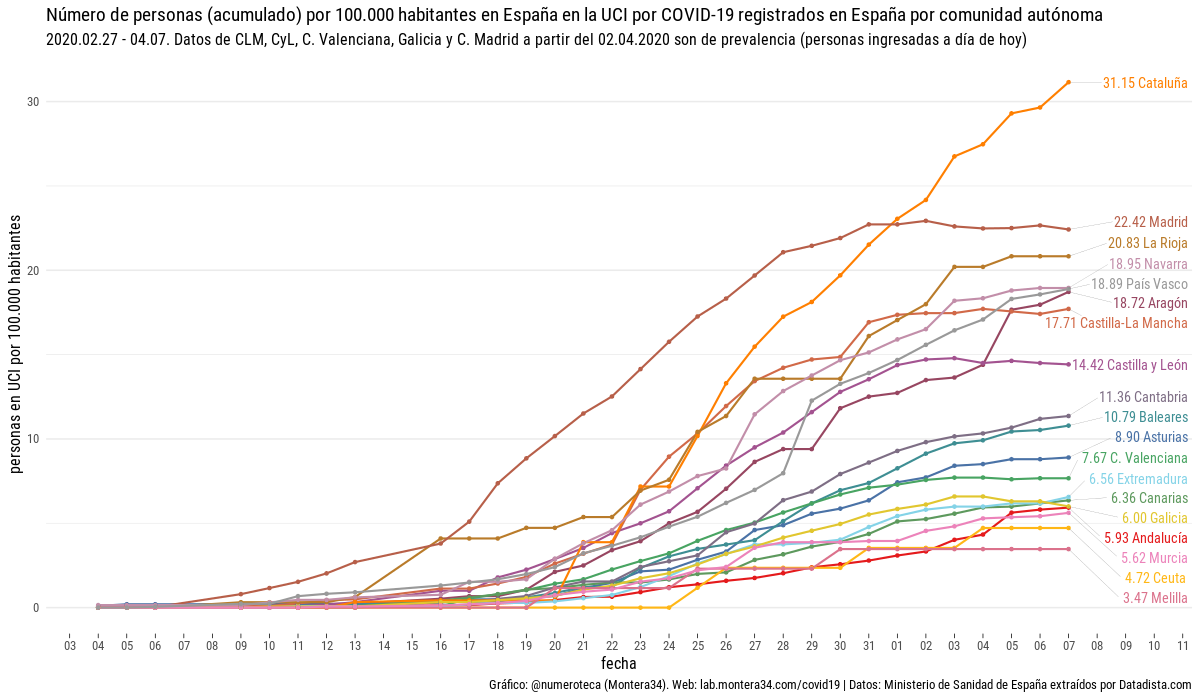 Número de personas (acumulado) por 100.000 habitantes en España en la UCI por COVID-19 registrados en España por comunidad autónoma
2020.02.27 - 04.07. Datos de CLM, CyL, C. Valenciana, Galicia y C. Madrid a partir del 02.04.2020 son de prevalencia (personas ingresadas a día de hoy)
personas en UCI por 100.000 habitantes
30
20
10
0
31.15 Cataluña
22.42 Madrid
20.83 La Rioja
18.95 Navarra
18.89 País Vasco
18.72 Aragón
17.71 Castilla-La Mancha
14.42 Castilla y León
11.36 Cantabria
10.79 Baleares
8.90 Asturias
7.67 C. Valenciana
6.56 Extremadura
6.36 Canarias
6.00 Galicia
5.93 Andalucía
5.62 Murcia
4.72 Ceuta
3.47 Melilla
03 04 05 06 07 08 09 10 11 12 13 14 15 16 17 18 19 20 21 22 23 24 25 26 27 28 29 30 31 01 02 03 04 05 06 07 08 09 10 11
fecha
Gráfico: @numeroteca (Montera34). Web: lab.montera34.com/covid19 | Datos: Ministerio de Sanidad de España extraídos por Datadista.com